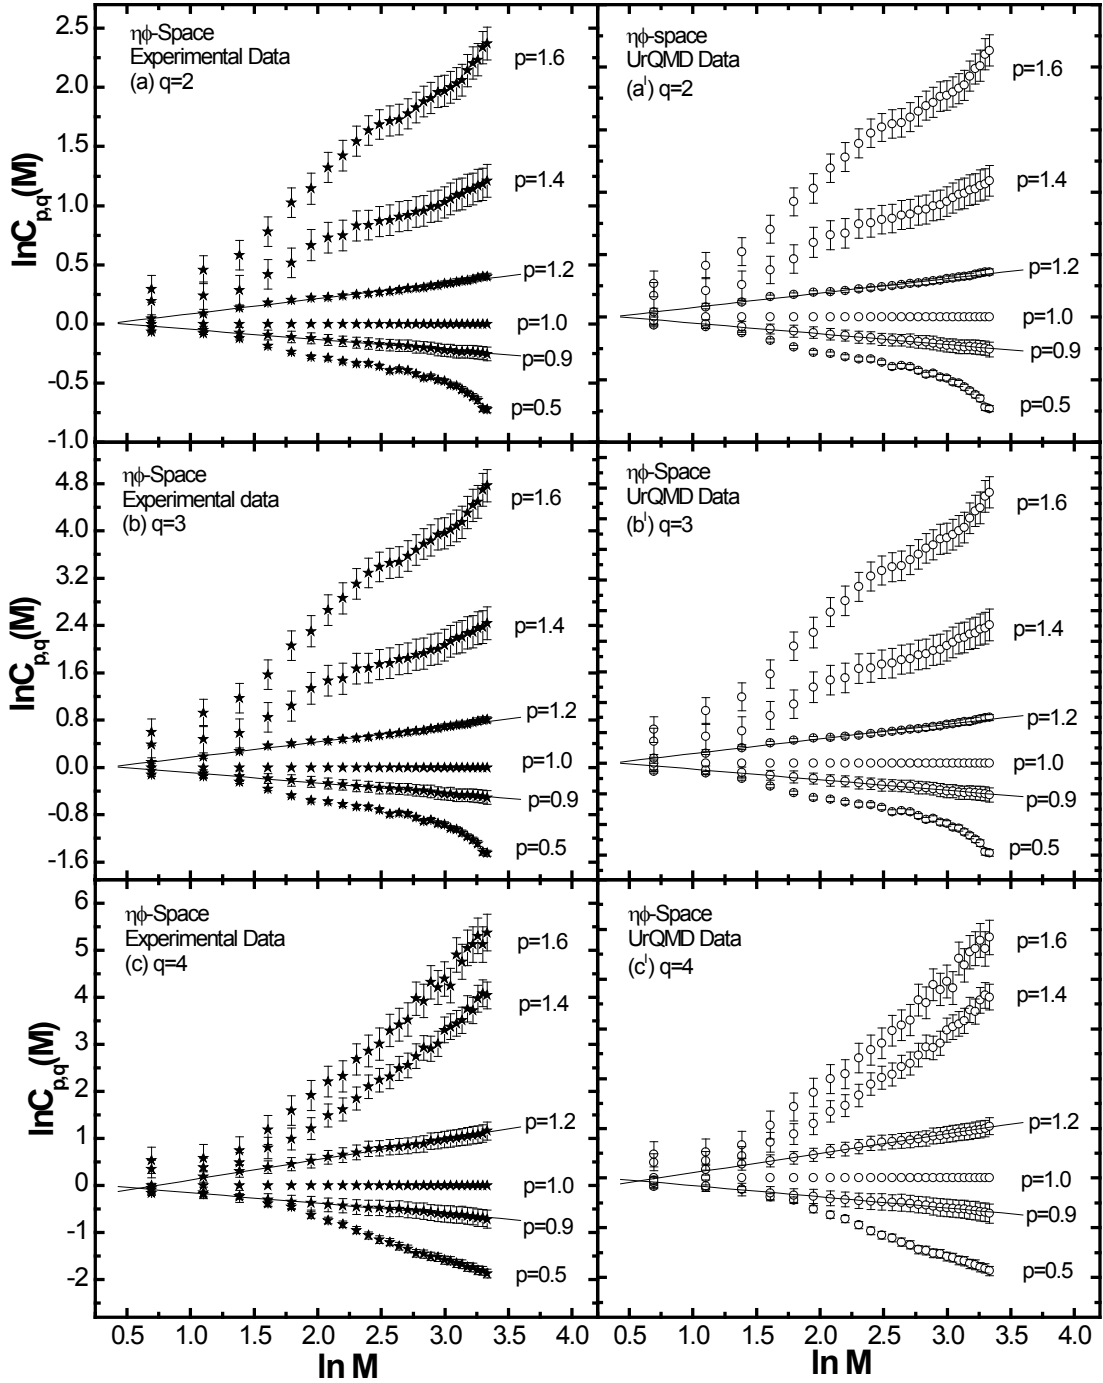 ηϕ-Space
Experimental Data
(a) q=2
p=1.6
p=1.4
p=1.2
p=1.0
p=0.9
p=0.5
2.5
2.0
1.5
1.0
0.5
0.0
-0.5
-1.0
lnC_{p,q}(M)
ηϕ-space
UrQMD Data
(a^l) q=2
p=1.6
p=1.4
p=1.2
p=1.0
p=0.9
p=0.5
ηϕ-Space
Experimental data
(b) q=3
p=1.6
p=1.4
p=1.2
p=1.0
p=0.9
p=0.5
4.8
4.0
3.2
2.4
1.6
0.8
0.0
-0.8
-1.6
lnC_{p,q}(M)
ηϕ-Space
UrQMD Data
(b^l) q=3
p=1.6
p=1.4
p=1.2
p=1.0
p=0.9
p=0.5
ηϕ-Space
Experimental Data
(c) q=4
p=1.6
p=1.4
p=1.2
p=1.0
p=0.9
p=0.5
6
5
4
3
2
1
0
-1
-2
lnC_{p,q}(M)
ηϕ-Space
UrQMD Data
(c^l) q=4
p=1.6
p=1.4
p=1.2
p=1.0
p=0.9
p=0.5
0.5 1.0 1.5 2.0 2.5 3.0 3.5 4.0
ln M
0.5 1.0 1.5 2.0 2.5 3.0 3.5 4.0
ln M